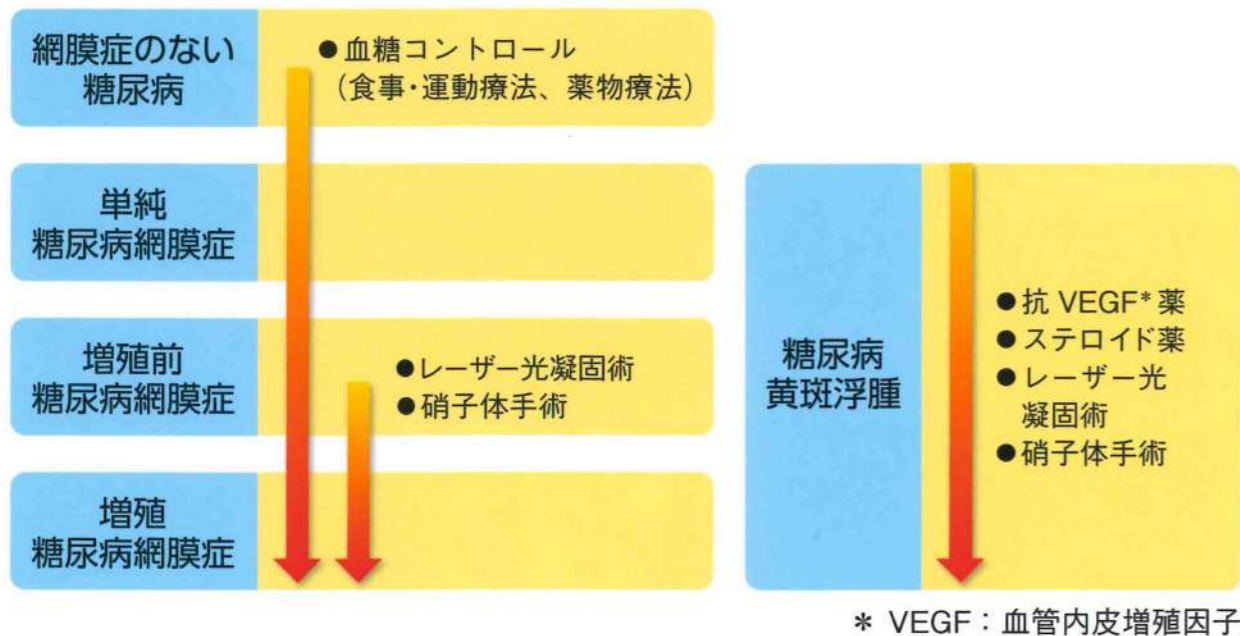 網膜症のない
糖尿病
●血糖コントロール
（食事・運動療法、薬物療法）
単純
糖尿病網膜症
増殖前
糖尿病網膜症
●レーザー光凝固術
●硝子体手術
増殖
糖尿病網膜症
糖尿病
黄斑浮腫
●抗 VEGF* 薬
●ステロイド薬
●レーザー光
凝固術
●硝子体手術
* VEGF：血管内皮増殖因子